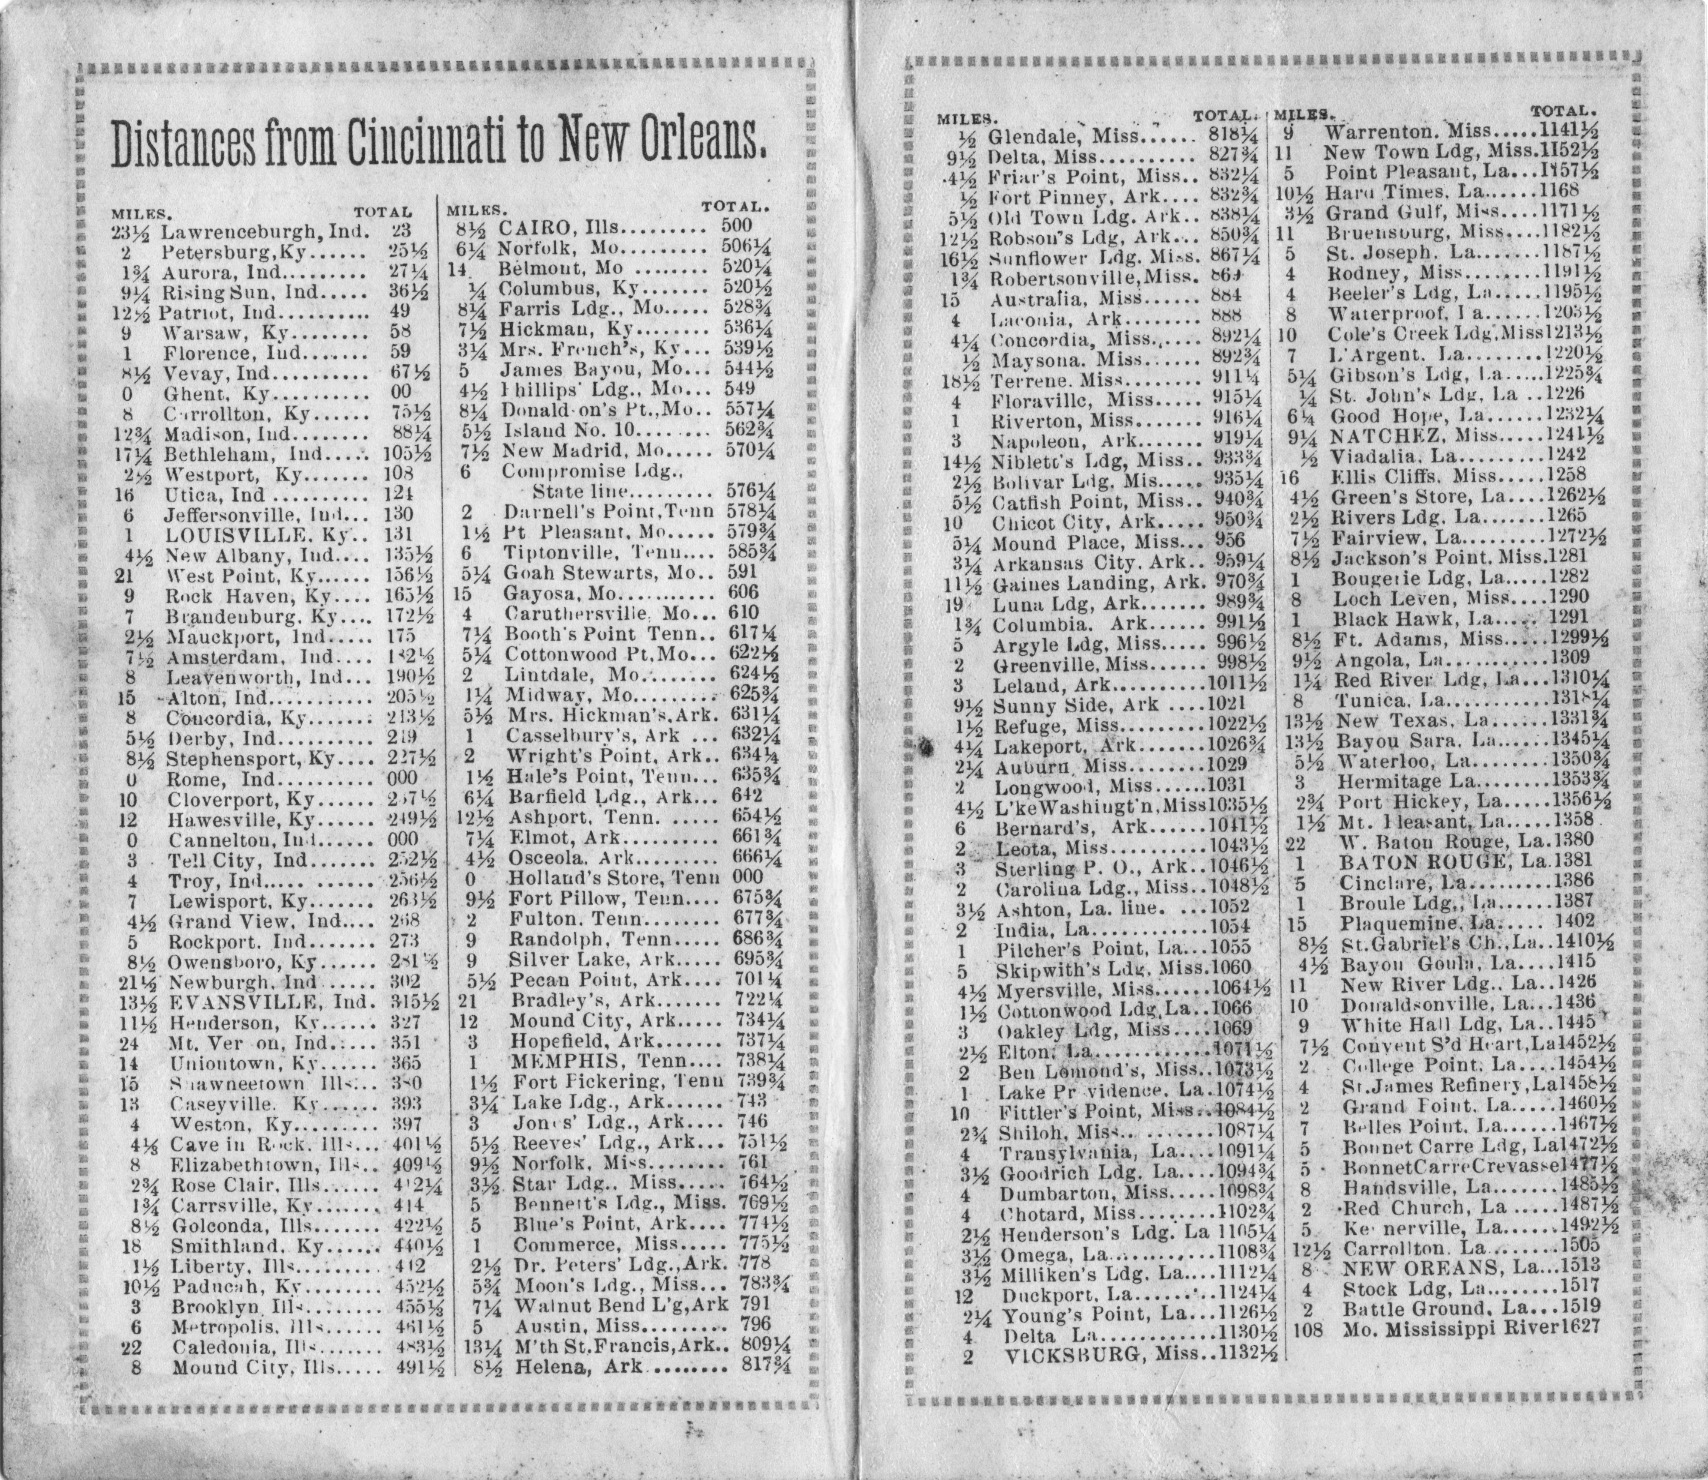 Distances from Cincinnati to New Orleans.
MILES. TOTAL
23½ Lawrenceburgh, Ind. 23
2 Petersburg, Ky...... 25½
1¾ Aurora, Ind......... 27¼
9¼ Rising Sun, Ind..... 36½
12½ Patriot, Ind.......... 49
9 Warsaw, Ky........ 58
1 Florence, Ind....... 59
8½ Vevay, Ind.......... 67½
0 Ghent, Ky.......... 00
8 Carrollton, Ky...... 75½
12¾ Madison, Ind........ 88¼
17¼ Bethleham, Ind..... 105½
2½ Westport, Ky....... 108
16 Utica, Ind .......... 124
6 Jeffersonville, Ind... 130
1 LOUISVILLE. Ky.. 131
4½ New Albany, Ind.... 135½
21 West Point, Ky...... 156½
9 Rock Haven, Ky.... 165½
7 Brandenburg. Ky.... 172½
2½ Mauckport, Ind..... 175
7½ Amsterdam, Ind.... 182½
8 Leavenworth, Ind... 190½
15 Alton, Ind........... 205½
8 Concordia, Ky....... 213½
5½ Derby, Ind.......... 219
8½ Stephensport, Ky.... 227½
0 Rome, Ind........... 000
10 Cloverport, Ky...... 237½
12 Hawesville, Ky...... 249½
0 Cannelton, Ind...... 000
3 Tell City, Ind....... 252½
4 Troy, Ind..... ...... 256½
7 Lewisport, Ky....... 263½
4½ Grand View, Ind.... 268
5 Rockport. Ind....... 273
8½ Owensboro, Ky...... 281½
21½ Newburgh, Ind ..... 302
13½ EVANSVILLE, Ind. 315½
11½ Henderson, Ky...... 327
24 Mt. Ver on, Ind..... 351
14 Uniontown, Ky...... 365
15 Shawneetown Ills... 380
13 Caseyville. Ky...... 393
4 Weston, Ky......... 397
4½ Cave in Rock. Ills... 401½
8 Elizabethtown, Ills.. 409½
2¾ Rose Clair, Ills...... 412¼
1¾ Carrsville, Ky....... 414
8½ Golconda, Ills....... 422½
18 Smithland, Ky...... 440½
1½ Liberty, Ills......... 442
10½ Paducah, Ky........ 452½
3 Brooklyn, Ills....... 455½
6 Metropolis. Ills...... 461½
22 Caledonia, Ills....... 483½
8 Mound City, Ills..... 491½
MILES. TOTAL.
8½ CAIRO, Ills......... 500
6¼ Norfolk, Mo........ 506¼
14 Belmont, Mo ........ 520¼
¼ Columbus, Ky....... 520½
8¼ Farris Ldg., Mo..... 528¾
7½ Hickman, Ky........ 536¼
3¼ Mrs. French's, Ky... 539½
5 James Bayou, Mo... 544½
4½ Phillips' Ldg., Mo... 549
8¼ Donald on's Pt., Mo.. 557¼
5½ Island No. 10........ 562¾
7½ New Madrid, Mo..... 570¼
6 Compromise Ldg.,
State line......... 576¼
2 Darnell's Point, Tenn 578¼
1½ Pt Pleasant, Mo..... 579¾
6 Tiptonville, Tenn.... 585¾
5¼ Goah Stewarts, Mo.. 591
15 Gayosa, Mo.......... 606
4 Caruthersville, Mo... 610
7¼ Booth's Point Tenn.. 617¼
5¼ Cottonwood Pt, Mo... 622½
2 Lintdale, Mo........ 624½
1¼ Midway, Mo......... 625¾
5½ Mrs. Hickman's, Ark. 631¼
1 Casselbury's, Ark ... 632¼
2 Wright's Point, Ark.. 634¼
1½ Hale's Point, Tenn... 635¾
6¼ Barfield Ldg., Ark... 642
12½ Ashport, Tenn. ..... 654½
7¼ Elmot, Ark.......... 661¾
4½ Osceola, Ark........ 666¼
0 Holland's Store, Tenn 000
9½ Fort Pillow, Tenn.... 675¾
2 Fulton. Tenn........ 677¾
9 Randolph, Tenn..... 686¾
9 Silver Lake, Ark..... 695¾
5½ Pecan Point, Ark.... 701¼
21 Bradley's, Ark....... 722¼
12 Mound City, Ark..... 734¼
3 Hopefield, Ark....... 737¼
1 MEMPHIS, Tenn.... 738¼
1½ Fort Pickering, Tenn 739¾
3¼ Lake Ldg., Ark...... 743
3 Jones' Ldg., Ark.... 746
5½ Reeves' Ldg., Ark... 751½
9½ Norfolk, Miss........ 761
3½ Star Ldg.. Miss..... 764½
5 Bennett's Ldg., Miss. 769½
5 Blue's Point, Ark.... 774½
1 Commerce, Miss..... 775½
2½ Dr. Peters' Ldg., Ark. 778
5¾ Moon's Ldg., Miss... 783¾
7¼ Walnut Bend L'g, Ark 791
5 Austin, Miss......... 796
13¼ M'th St. Francis, Ark.. 809¼
8½ Helena, Ark ........ 817¾
MILES. TOTAL.
½ Glendale, Miss...... 818¼
9½ Delta, Miss.......... 827¾
4½ Friar's Point, Miss.. 832¼
½ Fort Pinney, Ark.... 832¾
5½ Old Town Ldg. Ark.. 838¼
12½ Robson's Ldg, Ark... 850¾
16½ Sunflower Ldg. Miss. 867¼
1¾ Robertsonville, Miss. 869
15 Australia, Miss...... 884
4 Laconia, Ark........ 888
4¼ Concordia, Miss..... 892¼
½ Maysona. Miss...... 892¾
18½ Terrene. Miss........ 911¼
4 Floraville, Miss..... 915¼
1 Riverton, Miss....... 916¼
3 Napoleon, Ark....... 919¼
14½ Niblett's Ldg, Miss.. 933¾
2½ Bolivar Ldg, Mis..... 935¼
5½ Catfish Point, Miss.. 940¾
10 Chicot City, Ark..... 950¾
5¼ Mound Place, Miss... 956
3¼ Arkansas City. Ark.. 959¼
11½ Gaines Landing, Ark. 970¾
19 Luna Ldg, Ark....... 989¾
1¾ Columbia. Ark...... 991½
5 Argyle Ldg, Miss..... 996½
2 Greenville, Miss...... 998½
3 Leland, Ark..........1011½
9½ Sunny Side, Ark ....1021
1½ Refuge, Miss........1022½
4¼ Lakeport, Ark.......1026¾
2¼ Auburn, Miss........1029
2 Longwood, Miss......1031
4½ L'keWashingt'n, Miss1035½
6 Bernard's, Ark......1041½
2 Leota, Miss..........1043½
3 Sterling P. O., Ark..1046½
2 Carolina Ldg., Miss..1048½
3½ Ashton, La. line. ...1052
2 India, La............1054
1 Pilcher's Point, La...1055
5 Skipwith's Ldg, Miss.1060
4½ Myersville, Miss......1064½
1½ Cottonwood Ldg, La..1066
3 Oakley Ldg, Miss....1069
2½ Elton, La............1071½
2 Ben Lomond's, Miss..1073½
1 Lake Pr vidence, La.1074½
10 Fittler's Point, Miss..1084½
2¾ Shiloh, Miss.. .......1087¼
4 Transylvania, La....1091¼
3½ Goodrich Ldg. La....1094¾
4 Dumbarton, Miss.....1098¾
4 Chotard, Miss........1102¾
2½ Henderson's Ldg. La 1105¼
3½ Omega, La...........1108¾
3½ Milliken's Ldg. La....1112¼
12 Duckport, La........1124¼
2¼ Young's Point, La...1126½
4 Delta La............1130½
2 VICKSBURG, Miss..1132½
MILES. TOTAL.
9 Warrenton. Miss.....1141½
11 New Town Ldg, Miss.1152½
5 Point Pleasant, La...1157½
10½ Hard Times. La......1168
3½ Grand Gulf, Miss....1171½
11 Bruensburg, Miss....1182½
5 St. Joseph. La.......1187½
4 Rodney, Miss........1191½
4 Beeler's Ldg, La.....1195½
8 Waterproof, La......1203½
10 Cole's Creek Ldg, Miss1213½
7 L'Argent. La........1220½
5¼ Gibson's Ldg, La.....1225¾
¼ St. John's Ldg, La ..1226
6¼ Good Hope, La......1232¼
9¼ NATCHEZ, Miss.....1241½
½ Viadalia, La.........1242
16 Ellis Cliffs, Miss.....1258
4½ Green's Store, La....1262½
2½ Rivers Ldg. La.......1265
7½ Fairview, La.........1272½
8½ Jackson's Point, Miss.1281
1 Bougerie Ldg, La.....1282
8 Loch Leven, Miss....1290
1 Black Hawk, La.....1291
8½ Ft. Adams, Miss.....1299½
9½ Angola, La...........1309
1¼ Red River Ldg, La...1310¼
8 Tunica, La...........1318¼
13½ New Texas, La......1331¾
13½ Bayou Sara, La......1345¼
5½ Waterloo, La........1350¾
3 Hermitage La........1353¾
2¾ Port Hickey, La.....1356½
1½ Mt. Pleasant, La.....1358
22 W. Baton Rouge, La.1380
1 BATON ROUGE, La.1381
5 Cinclare, La.........1386
1 Broule Ldg., La......1387
15 Plaquemine, La..... 1402
8½ St. Gabriel's Ch., La..1410½
4½ Bayou Goula, La....1415
11 New River Ldg., La..1426
10 Donaldsonville, La...1436
9 White Hall Ldg, La..1445
7½ Convent S'd Heart, La1452½
2 College Point. La....1454½
4 St. James Refinery, La1458½
2 Grand Point. La.....1460½
7 Belles Point, La......1467½
5 Bonnet Carre Ldg, La1472½
5 BonnetCarreCrevasse1477½
8 Handsville, La.......1485½
2 Red Church, La .....1487½
5 Ke nerville, La......1492½
12½ Carrollton. La........1505
8 NEW OREANS, La...1513
4 Stock Ldg, La........1517
2 Battle Ground, La...1519
108 Mo. Mississippi River1627